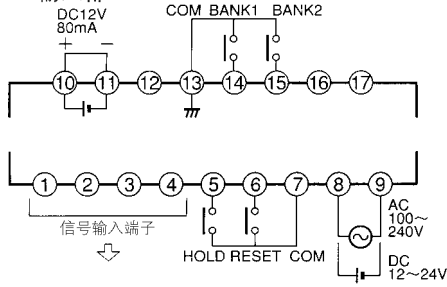 DC12V
80mA
COM BANK1 BANK2
+ −
10 11 12 13 14 15 16 17
1 2 3 4 5 6 7 8 9
信号输入端子
HOLD RESET COM
AC
100~
240V
DC
12~24V